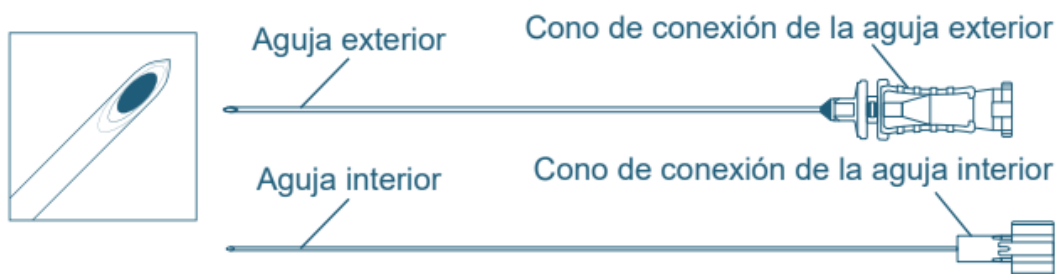 Aguja exterior
Cono de conexión de la aguja exterior
Aguja interior
Cono de conexión de la aguja interior